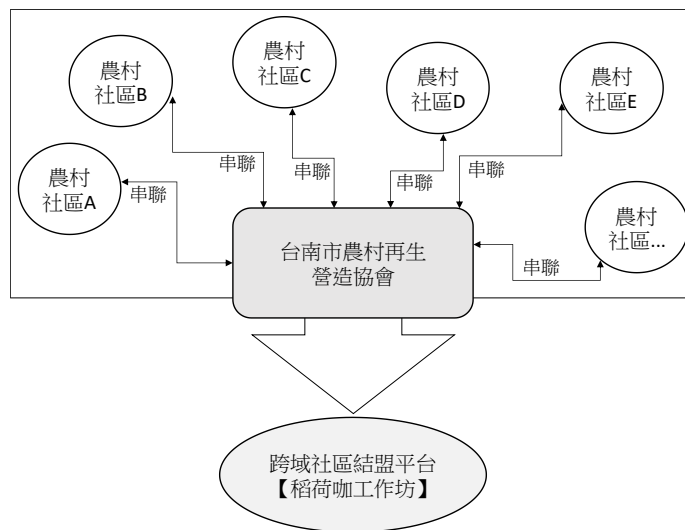 農村
社區A
農村
社區B
農村
社區C
農村
社區D
農村
社區E
農村
社區...
串聯
串聯
串聯
串聯
串聯
串聯
台南市農村再生
營造協會
跨域社區結盟平台
【稻荷咖工作坊】